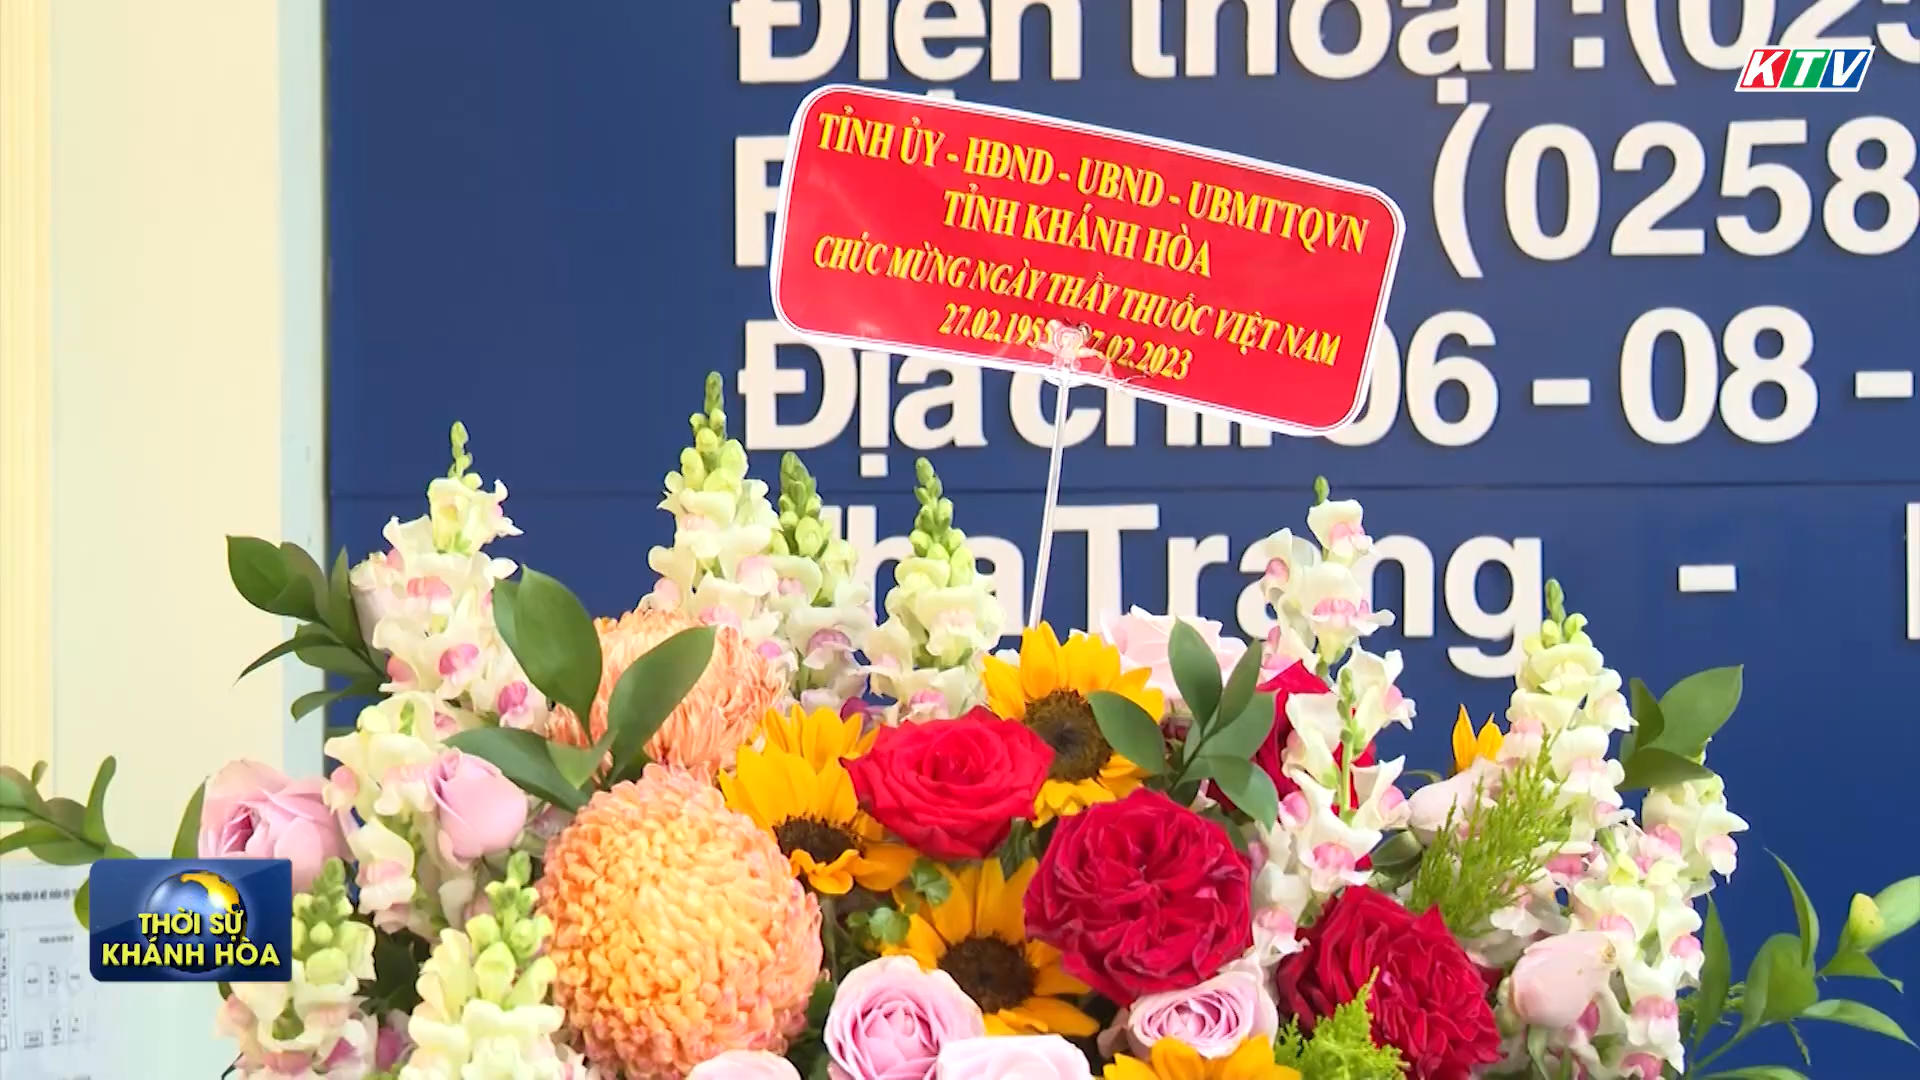 Điện thoại : (025
KTV
TỈNH ỦY - HĐND - UBND - UBMTTQVN
TỈNH KHÁNH HÒA
CHÚC MỪNG NGÀY THẦY THUỐC VIỆT NAM
27.02.1955 27.02.2023
(0258
Địa chỉ: 06 - 08 -
Nha Trang -
THỜI SỰ
KHÁNH HÒA